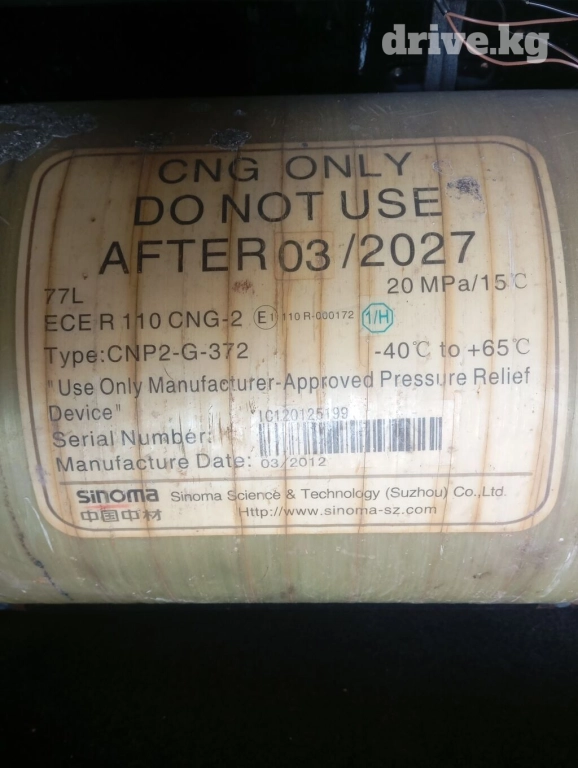 drive.kg
CNG ONLY
DO NOT USE
AFTER 03/2027
77L 20 MPa/15℃
ECE R 110 CNG-2 E1 110 R-000172 1/H
Type:CNP2-G-372 -40℃ to +65℃
"Use Only Manufacturer-Approved Pressure Relief
Device"
Serial Number:
Manufacture Date: 03/2012
sinoma Sinoma Science & Technology (Suzhou) Co.,Ltd.
中国中材 Http://www.sinoma-sz.com